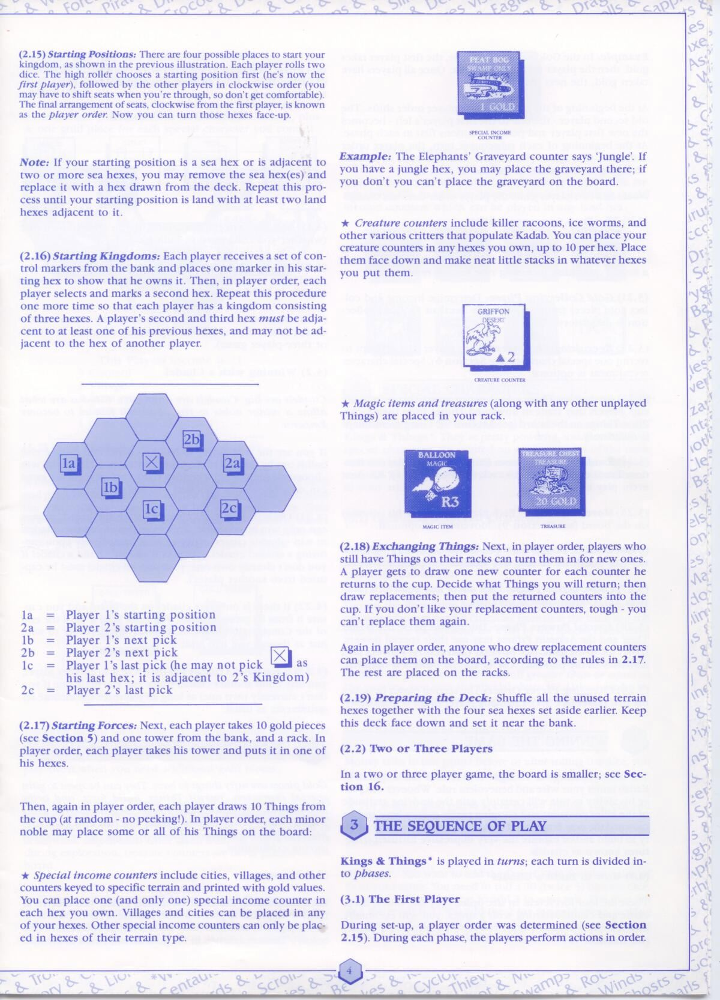 (2.15) Starting Positions: There are four possible places to start your
kingdom, as shown in the previous illustration. Each player rolls two
dice. The high roller chooses a starting position first (he's now the
first player), followed by the other players in clockwise order (you
may have to shift seats when you're through, so don't get comfortable).
The final arrangement of seats, clockwise from the first player, is known
as the player order. Now you can turn those hexes face-up.
Note: If your starting position is a sea hex or is adjacent to
two or more sea hexes, you may remove the sea hex(es) and
replace it with a hex drawn from the deck. Repeat this pro-
cess until your starting position is land with at least two land
hexes adjacent to it.
(2.16) Starting Kingdoms: Each player receives a set of con-
trol markers from the bank and places one marker in his star-
ting hex to show that he owns it. Then, in player order, each
player selects and marks a second hex. Repeat this procedure
one more time so that each player has a kingdom consisting
of three hexes. A player's second and third hex must be adja-
cent to at least one of his previous hexes, and may not be ad-
jacent to the hex of another player.
2b
1a
2a
1b
1c
2c
1a = Player 1's starting position
2a = Player 2's starting position
1b = Player 1's next pick
2b = Player 2's next pick
1c = Player 1's last pick (he may not pick as
his last hex; it is adjacent to 2's Kingdom)
2c = Player 2's last pick
(2.17) Starting Forces: Next, each player takes 10 gold pieces
(see Section 5) and one tower from the bank, and a rack. In
player order, each player takes his tower and puts it in one of
his hexes.
Then, again in player order, each player draws 10 Things from
the cup (at random - no peeking!). In player order, each minor
noble may place some or all of his Things on the board:
★ Special income counters include cities, villages, and other
counters keyed to specific terrain and printed with gold values.
You can place one (and only one) special income counter in
each hex you own. Villages and cities can be placed in any
of your hexes. Other special income counters can only be plac-
ed in hexes of their terrain type.
PEAT BOG
SWAMP ONLY
1 GOLD
SPECIAL INCOME
COUNTER
Example: The Elephants' Graveyard counter says 'Jungle'. If
you have a jungle hex, you may place the graveyard there; if
you don't you can't place the graveyard on the board.
★ Creature counters include killer racoons, ice worms, and
other various critters that populate Kadab. You can place your
creature counters in any hexes you own, up to 10 per hex. Place
them face down and make neat little stacks in whatever hexes
you put them.
GRIFFON
DESERT
▲2
CREATURE COUNTER
★ Magic items and treasures (along with any other unplayed
Things) are placed in your rack.
BALLOON
MAGIC
R3
MAGIC ITEM
TREASURE CHEST
TREASURE
20 GOLD
TREASURE
(2.18) Exchanging Things: Next, in player order, players who
still have Things on their racks can turn them in for new ones.
A player gets to draw one new counter for each counter he
returns to the cup. Decide what Things you will return; then
draw replacements; then put the returned counters into the
cup. If you don't like your replacement counters, tough - you
can't replace them again.
Again in player order, anyone who drew replacement counters
can place them on the board, according to the rules in 2.17.
The rest are placed on the racks.
(2.19) Preparing the Deck: Shuffle all the unused terrain
hexes together with the four sea hexes set aside earlier. Keep
this deck face down and set it near the bank.
(2.2) Two or Three Players
In a two or three player game, the board is smaller; see Sec-
tion 16.
3 THE SEQUENCE OF PLAY
Kings & Things* is played in turns; each turn is divided in-
to phases.
(3.1) The First Player
During set-up, a player order was determined (see Section
2.15). During each phase, the players perform actions in order.
4